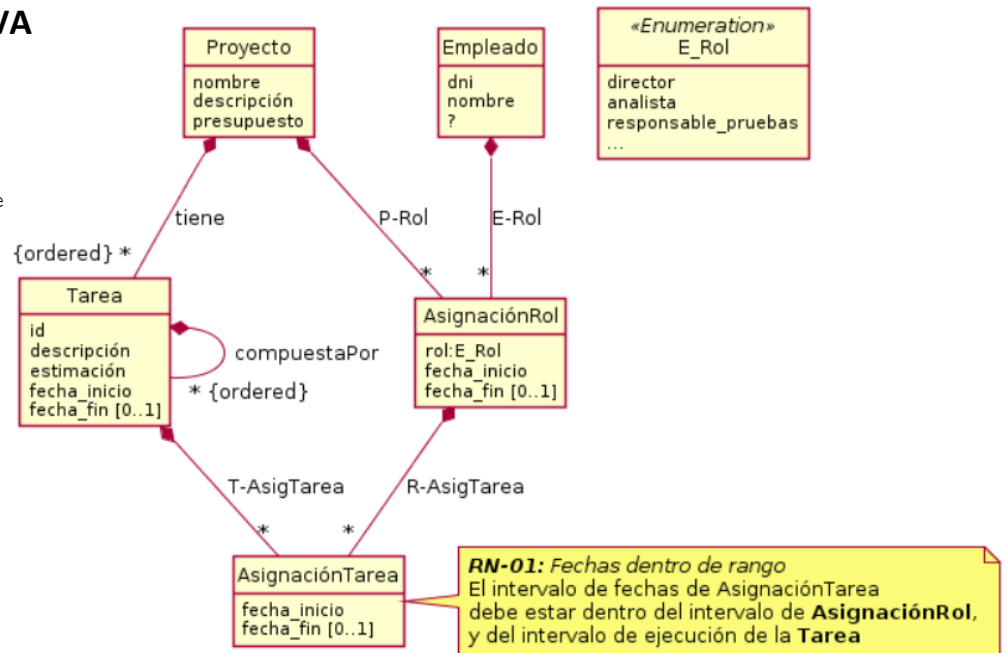 VA
e
Proyecto
nombre
descripción
presupuesto
Empleado
dni
nombre
?
«Enumeration»
E_Rol
director
analista
responsable_pruebas
...
tiene
P-Rol
E-Rol
{ordered} *
*
*
Tarea
id
descripción
estimación
fecha_inicio
fecha_fin [0..1]
compuestaPor
* {ordered}
AsignaciónRol
rol:E_Rol
fecha_inicio
fecha_fin [0..1]
T-AsigTarea
R-AsigTarea
*
*
AsignaciónTarea
fecha_inicio
fecha_fin [0..1]
RN-01: Fechas dentro de rango
El intervalo de fechas de AsignaciónTarea
debe estar dentro del intervalo de AsignaciónRol,
y del intervalo de ejecución de la Tarea